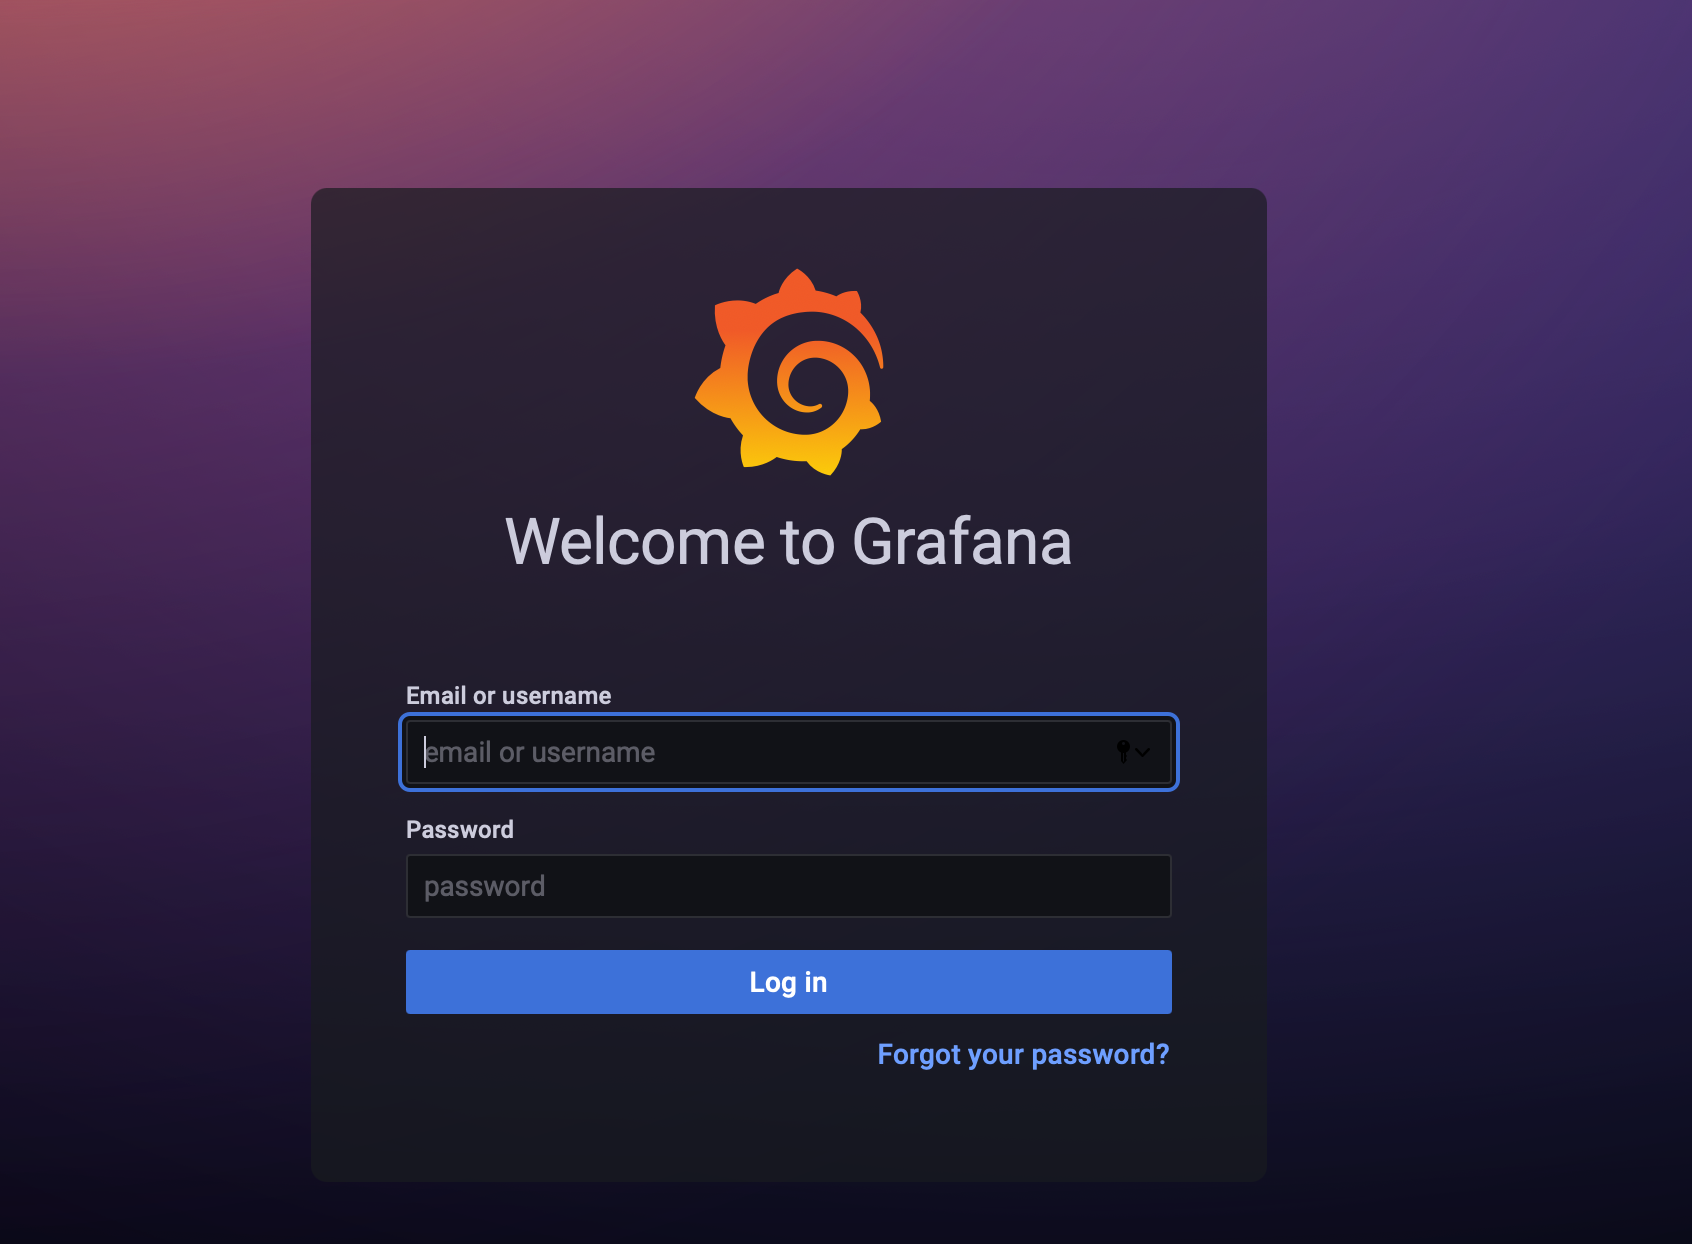 Welcome to Grafana
Email or username
email or username
Password
password
Log in
Forgot your password?